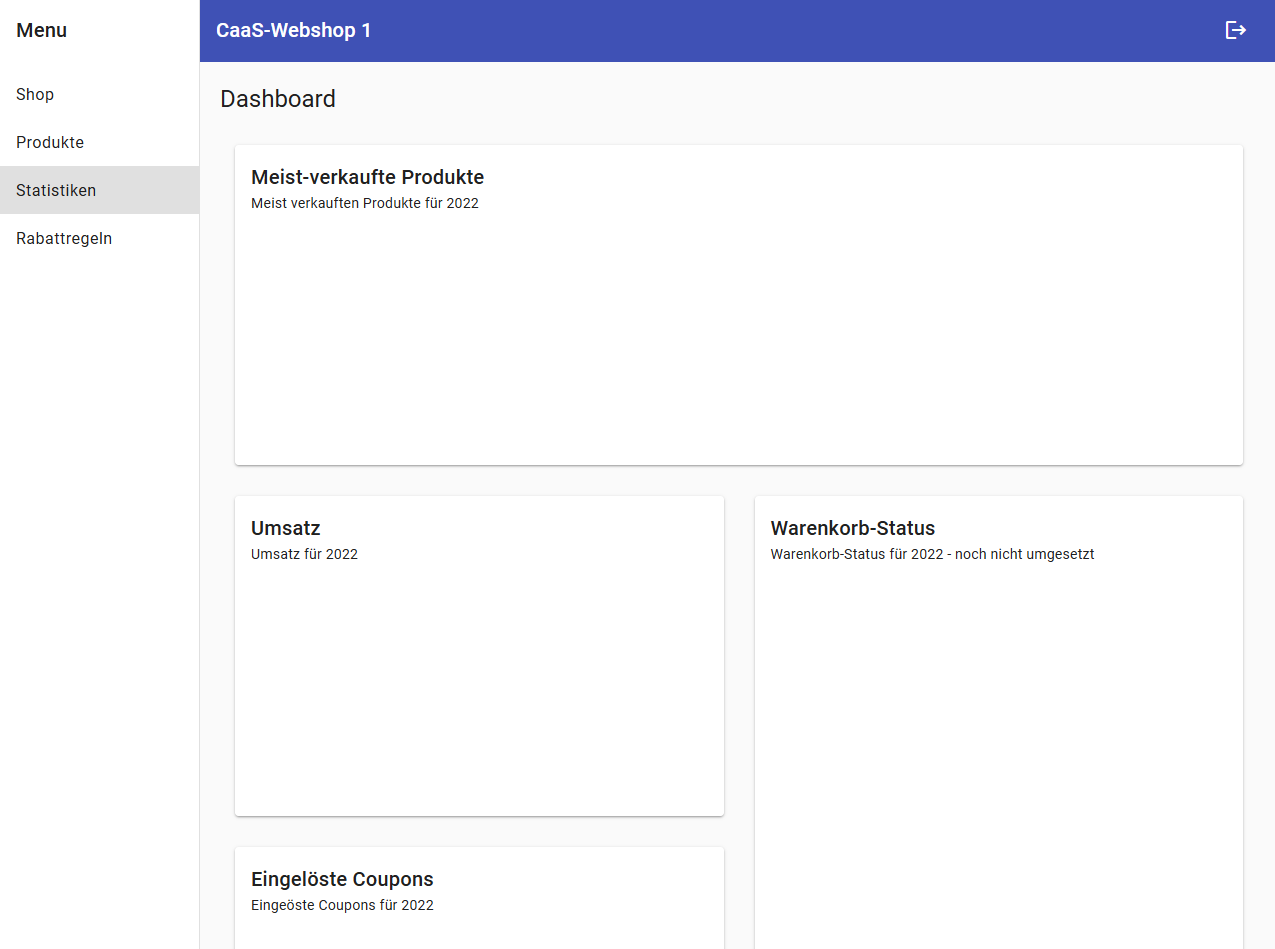 Menu
CaaS-Webshop 1
Shop
Produkte
Statistiken
Rabattregeln
Dashboard
Meist-verkaufte Produkte
Meist verkauften Produkte für 2022
Umsatz
Umsatz für 2022
Warenkorb-Status
Warenkorb-Status für 2022 - noch nicht umgesetzt
Eingelöste Coupons
Eingeöste Coupons für 2022